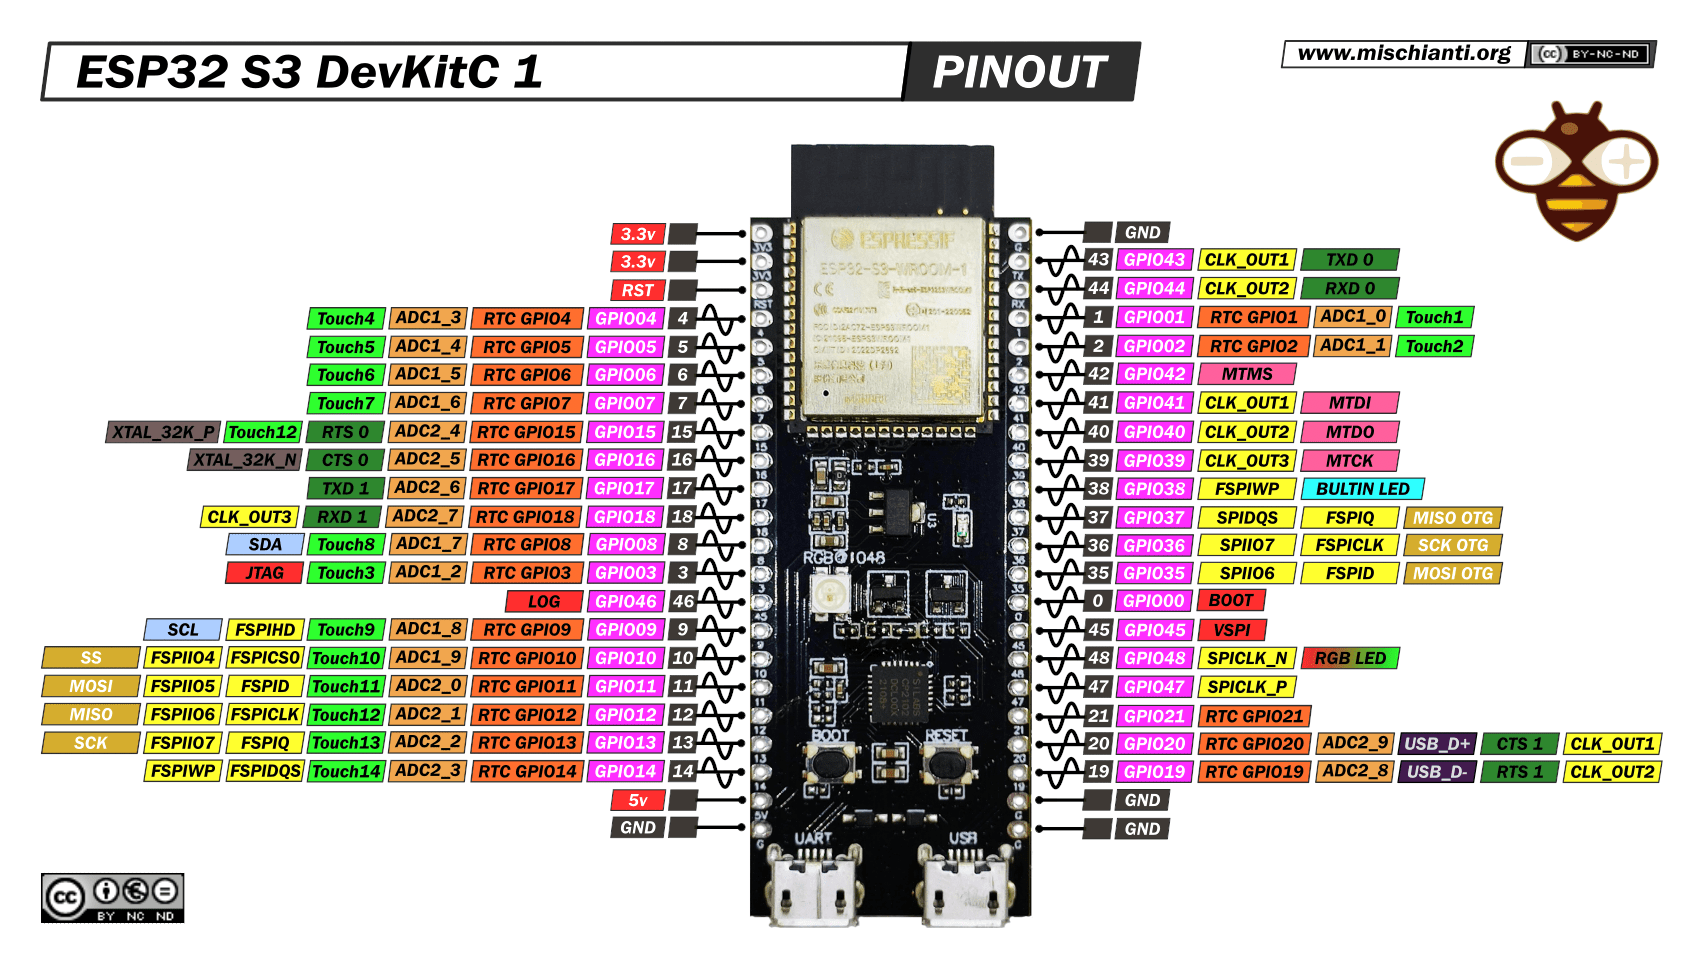 ESP32 S3 DevKitC 1 PINOUT
www.mischianti.org
cc BY-NC-ND
3.3v
3.3v
RST
Touch4 ADC1_3 RTC GPIO4 GPIO04 4
Touch5 ADC1_4 RTC GPIO5 GPIO05 5
Touch6 ADC1_5 RTC GPIO6 GPIO06 6
Touch7 ADC1_6 RTC GPIO7 GPIO07 7
XTAL_32K_P Touch12 RTS 0 ADC2_4 RTC GPIO15 GPIO15 15
XTAL_32K_N CTS 0 ADC2_5 RTC GPIO16 GPIO16 16
TXD 1 ADC2_6 RTC GPIO17 GPIO17 17
CLK_OUT3 RXD 1 ADC2_7 RTC GPIO18 GPIO18 18
SDA Touch8 ADC1_7 RTC GPIO8 GPIO08 8
JTAG Touch3 ADC1_2 RTC GPIO3 GPIO03 3
LOG GPIO46 46
SCL FSPIHD Touch9 ADC1_8 RTC GPIO9 GPIO09 9
SS FSPIIO4 FSPICS0 Touch10 ADC1_9 RTC GPIO10 GPIO10 10
MOSI FSPIIO5 FSPID Touch11 ADC2_0 RTC GPIO11 GPIO11 11
MISO FSPIIO6 FSPICLK Touch12 ADC2_1 RTC GPIO12 GPIO12 12
SCK FSPIIO7 FSPIQ Touch13 ADC2_2 RTC GPIO13 GPIO13 13
FSPIWP FSPIDQS Touch14 ADC2_3 RTC GPIO14 GPIO14 14
5v
GND
ESPRESSIF
ESP32-S3-WROOM-1
U3
RGB@IO48
SILABS
CP2102
BOOT
RESET
UART
USB
GND
43 GPIO43 CLK_OUT1 TXD 0
44 GPIO44 CLK_OUT2 RXD 0
1 GPIO01 RTC GPIO1 ADC1_0 Touch1
2 GPIO02 RTC GPIO2 ADC1_1 Touch2
42 GPIO42 MTMS
41 GPIO41 CLK_OUT1 MTDI
40 GPIO40 CLK_OUT2 MTDO
39 GPIO39 CLK_OUT3 MTCK
38 GPIO38 FSPIWP BULTIN LED
37 GPIO37 SPIDQS FSPIQ MISO OTG
36 GPIO36 SPIIO7 FSPICLK SCK OTG
35 GPIO35 SPIIO6 FSPID MOSI OTG
0 GPIO00 BOOT
45 GPIO45 VSPI
48 GPIO48 SPICLK_N RGB LED
47 GPIO47 SPICLK_P
21 GPIO21 RTC GPIO21
20 GPIO20 RTC GPIO20 ADC2_9 USB_D+ CTS 1 CLK_OUT1
19 GPIO19 RTC GPIO19 ADC2_8 USB_D- RTS 1 CLK_OUT2
GND
GND
cc
BY NC ND